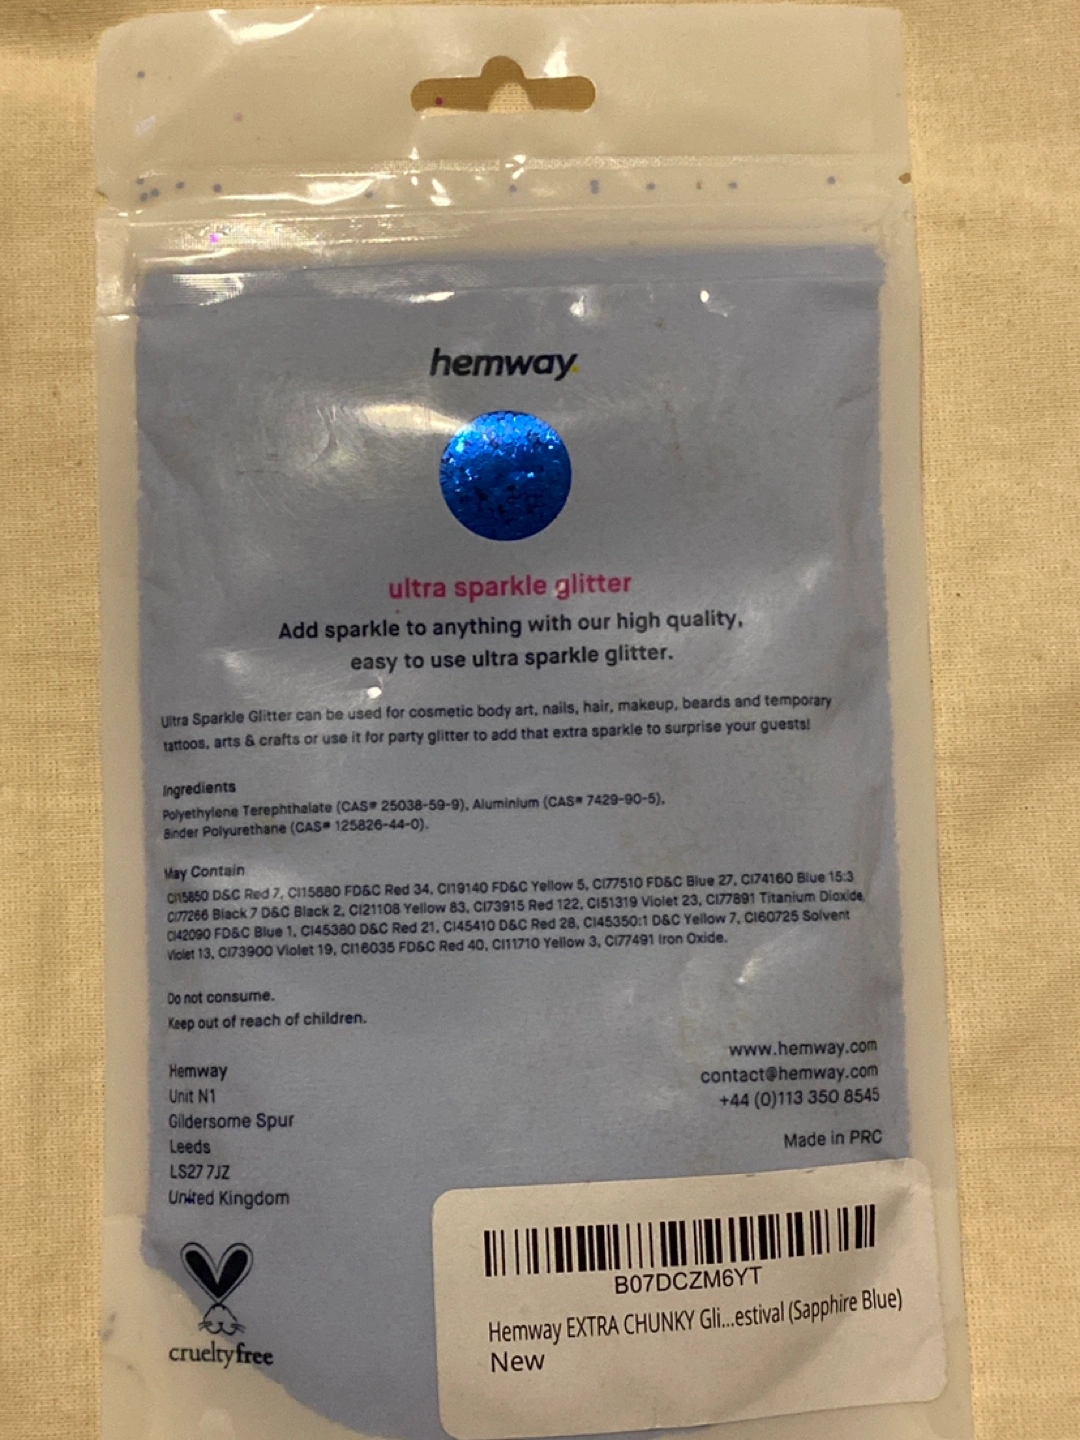 hemway.
ultra sparkle glitter
Add sparkle to anything with our high quality,
easy to use ultra sparkle glitter.
Ultra Sparkle Glitter can be used for cosmetic body art, nails, hair, makeup, beards and temporary
tattoos, arts & crafts or use it for party glitter to add that extra sparkle to surprise your guests!
Ingredients
Polyethylene Terephthalate (CAS# 25038-59-9), Aluminium (CAS# 7429-90-5),
Binder Polyurethane (CAS# 125826-44-0).
May Contain
CI15850 D&C Red 7, CI15880 FD&C Red 34, CI19140 FD&C Yellow 5, CI77510 FD&C Blue 27, CI74160 Blue 15:3
CI77266 Black 7 D&C Black 2, CI21108 Yellow 83, CI73915 Red 122, CI51319 Violet 23, CI77891 Titanium Dioxide,
CI42090 FD&C Blue 1, CI45380 D&C Red 21, CI45410 D&C Red 28, CI45350:1 D&C Yellow 7, CI60725 Solvent
Violet 13, CI73900 Violet 19, CI16035 FD&C Red 40, CI11710 Yellow 3, CI77491 Iron Oxide.
Do not consume.
Keep out of reach of children.
Hemway
Unit N1
Gildersome Spur
Leeds
LS27 7JZ
United Kingdom
www.hemway.com
contact@hemway.com
+44 (0)113 350 8545
Made in PRC
crueltyfree
B07DCZM6YT
Hemway EXTRA CHUNKY Gli...estival (Sapphire Blue)
New